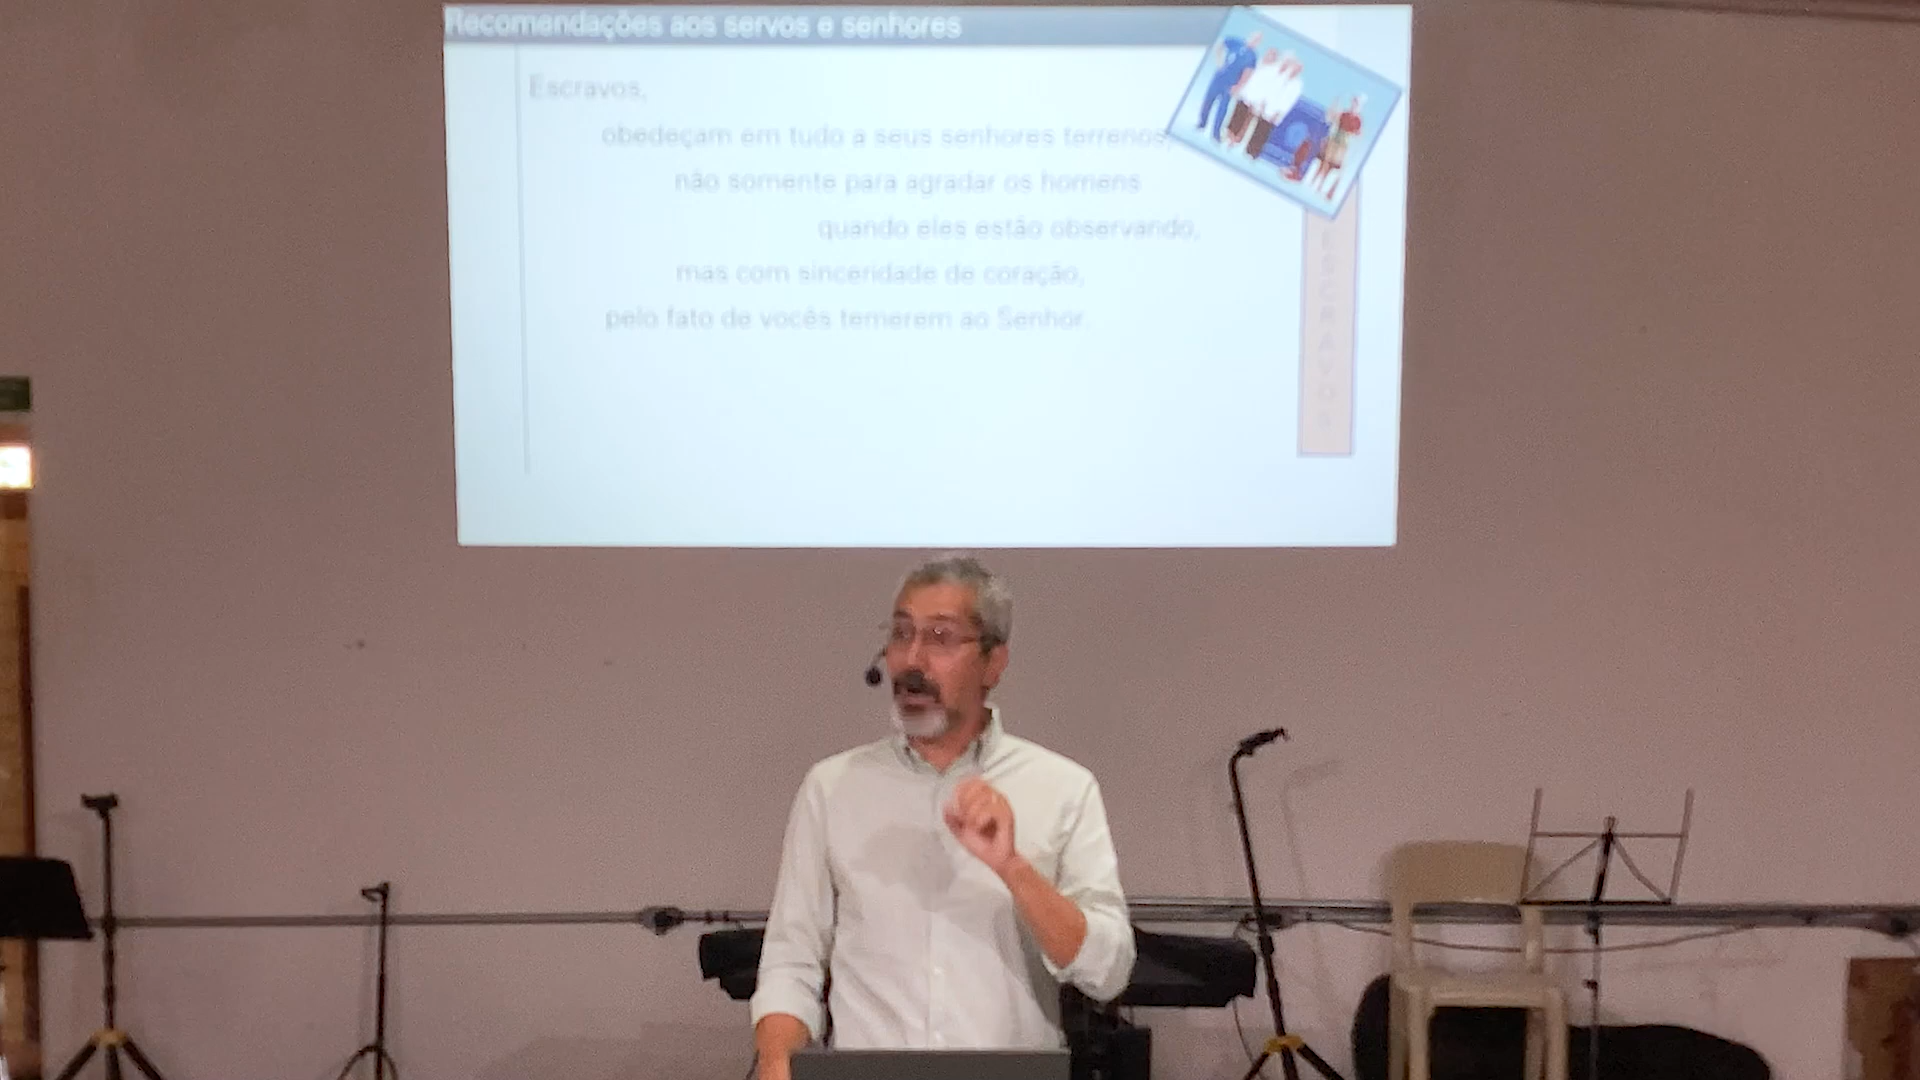 Recomendações aos servos e senhores
Escravos,
obedeçam em tudo a seus senhores terrenos,
não somente para agradar os homens
quando eles estão observando,
mas com sinceridade de coração,
pelo fato de vocês temerem ao Senhor.
ESCRAVOS